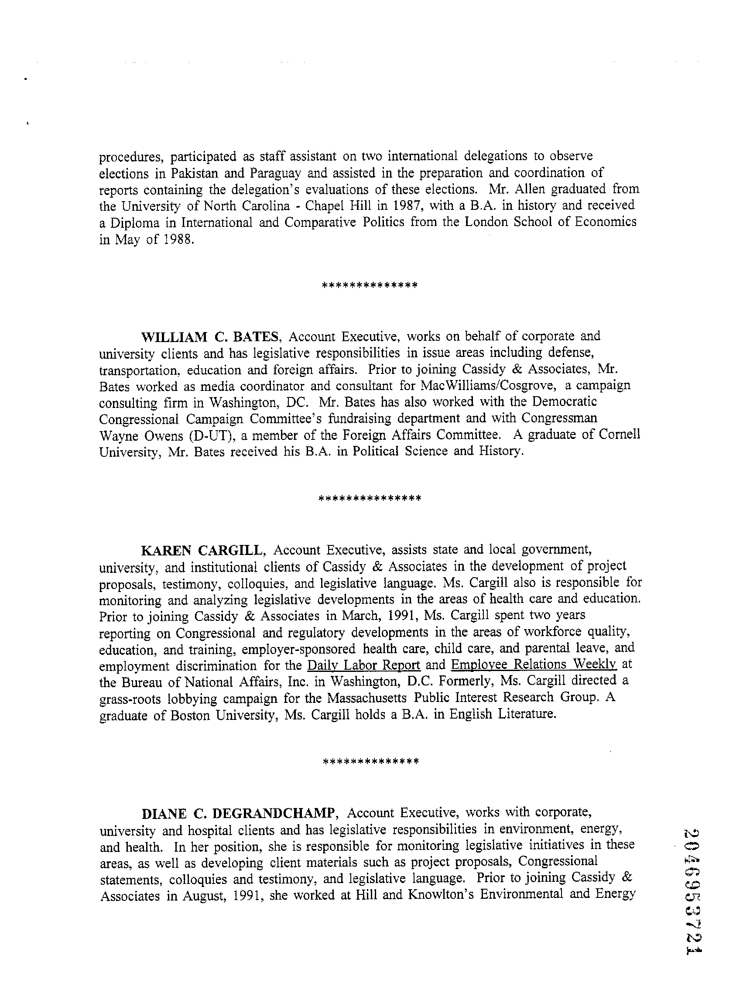 procedures, participated as staff assistant on two international delegations to observe
elections in Pakistan and Paraguay and assisted in the preparation and coordination of
reports containing the delegation's evaluations of these elections. Mr. Allen graduated from
the University of North Carolina - Chapel Hill in 1987, with a B.A. in history and received
a Diploma in International and Comparative Politics from the London School of Economics
in May of 1988.
**************
WILLIAM C. BATES, Account Executive, works on behalf of corporate and
university clients and has legislative responsibilities in issue areas including defense,
transportation, education and foreign affairs. Prior to joining Cassidy & Associates, Mr.
Bates worked as media coordinator and consultant for MacWilliams/Cosgrove, a campaign
consulting firm in Washington, DC. Mr. Bates has also worked with the Democratic
Congressional Campaign Committee's fundraising department and with Congressman
Wayne Owens (D-UT), a member of the Foreign Affairs Committee. A graduate of Cornell
University, Mr. Bates received his B.A. in Political Science and History.
***************
KAREN CARGILL, Account Executive, assists state and local government,
university, and institutional clients of Cassidy & Associates in the development of project
proposals, testimony, colloquies, and legislative language. Ms. Cargill also is responsible for
monitoring and analyzing legislative developments in the areas of health care and education.
Prior to joining Cassidy & Associates in March, 1991, Ms. Cargill spent two years
reporting on Congressional and regulatory developments in the areas of workforce quality,
education, and training, employer-sponsored health care, child care, and parental leave, and
employment discrimination for the Daily Labor Report and Employee Relations Weekly at
the Bureau of National Affairs, Inc. in Washington, D.C. Formerly, Ms. Cargill directed a
grass-roots lobbying campaign for the Massachusetts Public Interest Research Group. A
graduate of Boston University, Ms. Cargill holds a B.A. in English Literature.
**************
DIANE C. DEGRANDCHAMP, Account Executive, works with corporate,
university and hospital clients and has legislative responsibilities in environment, energy,
and health. In her position, she is responsible for monitoring legislative initiatives in these
areas, as well as developing client materials such as project proposals, Congressional
statements, colloquies and testimony, and legislative language. Prior to joining Cassidy &
Associates in August, 1991, she worked at Hill and Knowlton's Environmental and Energy
2046953721